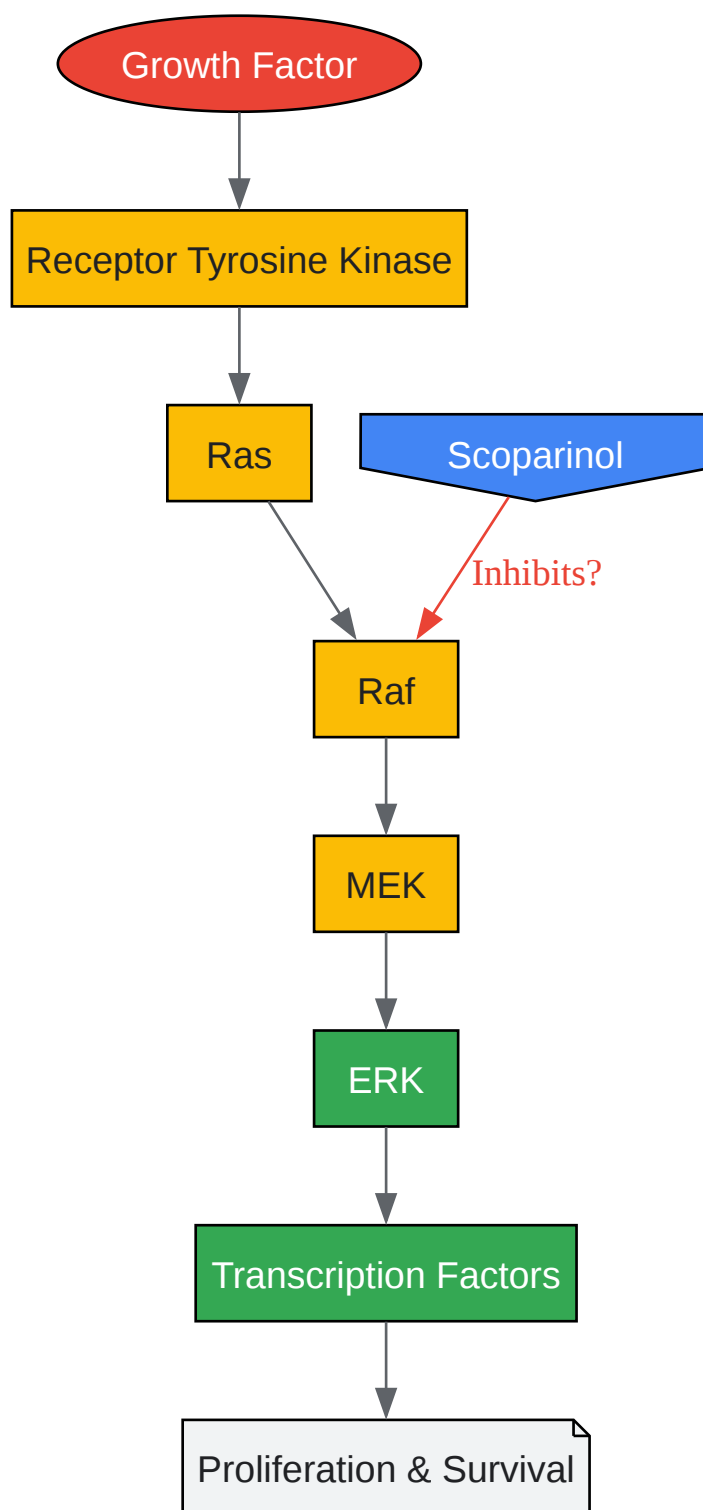 Growth Factor
Receptor Tyrosine Kinase
Ras
Scoparinol
Inhibits?
Raf
MEK
ERK
Transcription Factors
Proliferation & Survival